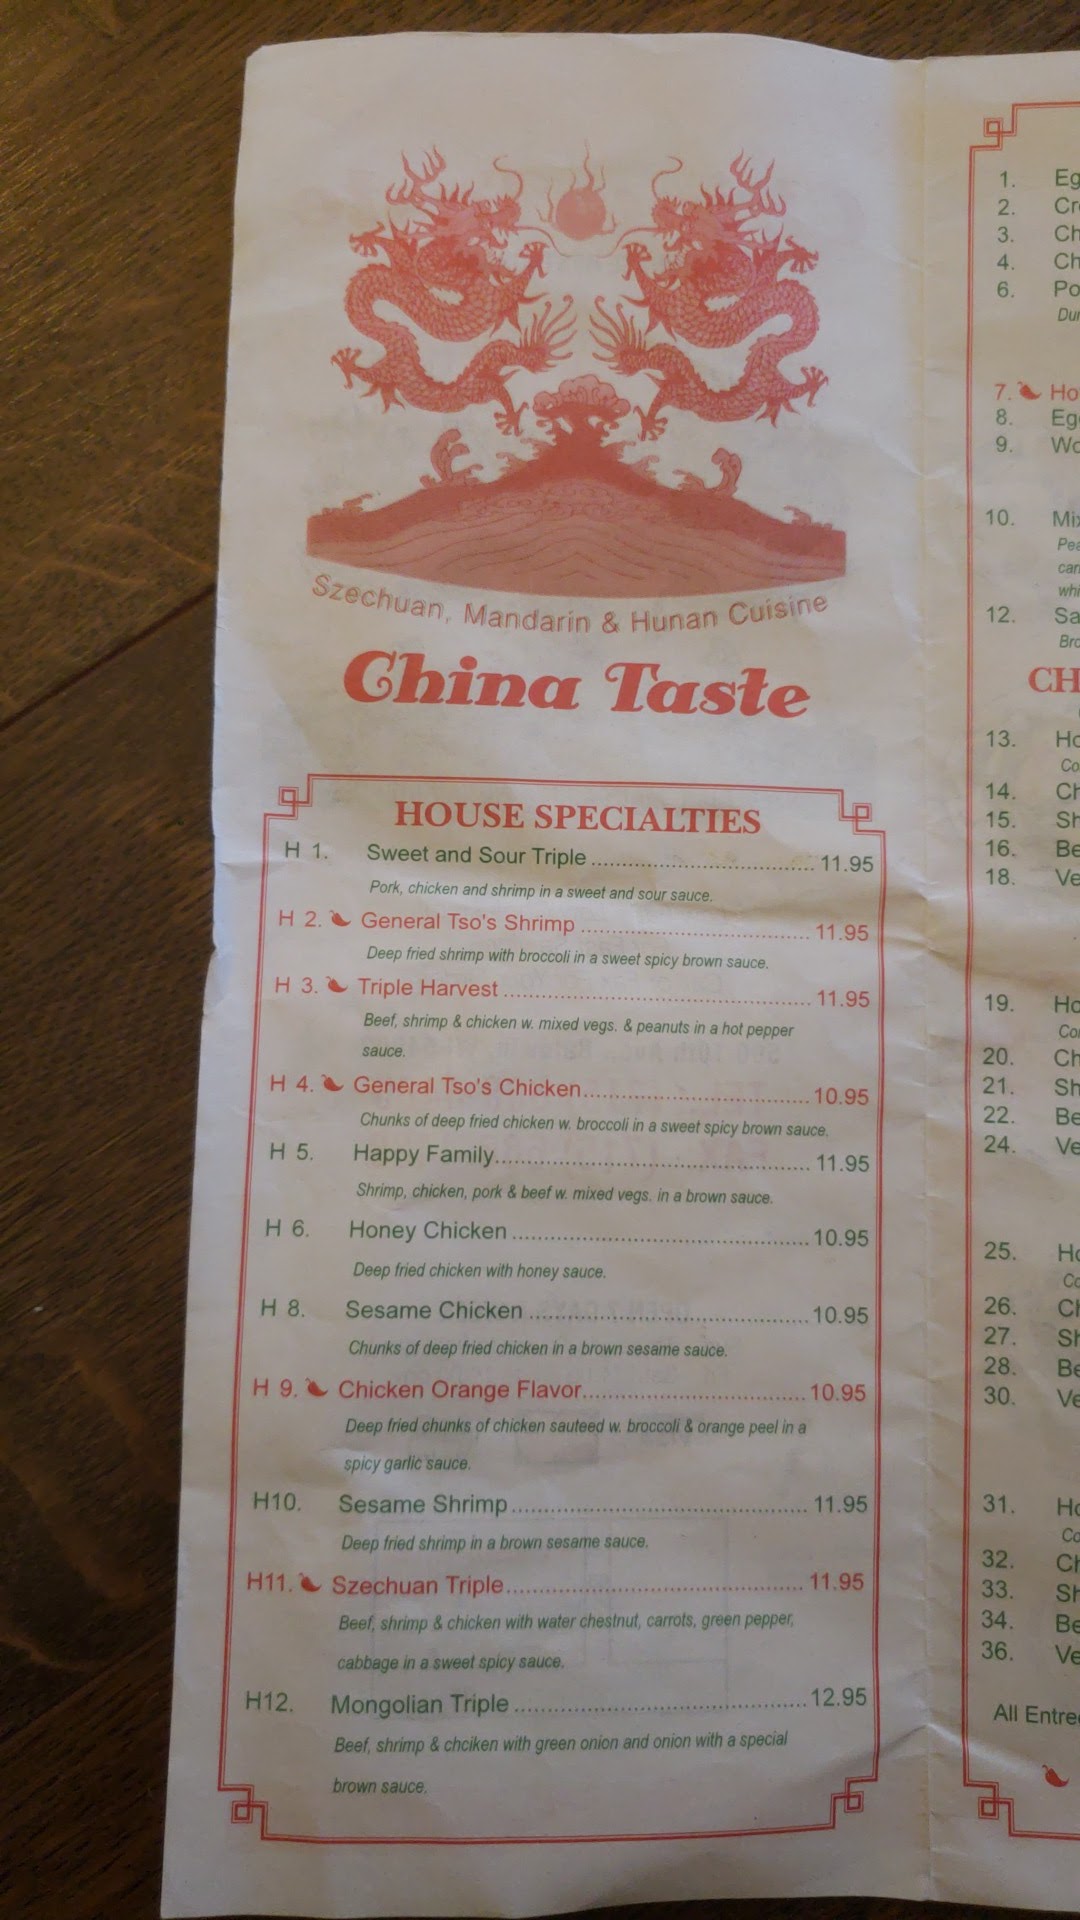 Szechuan, Mandarin & Hunan Cuisine
China Taste
HOUSE SPECIALTIES
H 1. Sweet and Sour Triple 11.95
Pork, chicken and shrimp in a sweet and sour sauce.
H 2. General Tso's Shrimp 11.95
Deep fried shrimp with broccoli in a sweet spicy brown sauce.
H 3. Triple Harvest 11.95
Beef, shrimp & chicken w. mixed vegs. & peanuts in a hot pepper
sauce.
H 4. General Tso's Chicken 10.95
Chunks of deep fried chicken w. broccoli in a sweet spicy brown sauce.
H 5. Happy Family 11.95
Shrimp, chicken, pork & beef w. mixed vegs. in a brown sauce.
H 6. Honey Chicken 10.95
Deep fried chicken with honey sauce.
H 8. Sesame Chicken 10.95
Chunks of deep fried chicken in a brown sesame sauce.
H 9. Chicken Orange Flavor 10.95
Deep fried chunks of chicken sauteed w. broccoli & orange peel in a
spicy garlic sauce.
H10. Sesame Shrimp 11.95
Deep fried shrimp in a brown sesame sauce.
H11. Szechuan Triple 11.95
Beef, shrimp & chicken with water chestnut, carrots, green pepper,
cabbage in a sweet spicy sauce.
H12. Mongolian Triple 12.95
Beef, shrimp & chciken with green onion and onion with a special
brown sauce.
1.
2.
3.
4.
6.
7.
8.
9.
10.
12.
13.
14.
15.
16.
18.
19.
20.
21.
22.
24.
25.
26.
27.
28.
30.
31.
32.
33.
34.
36.
All